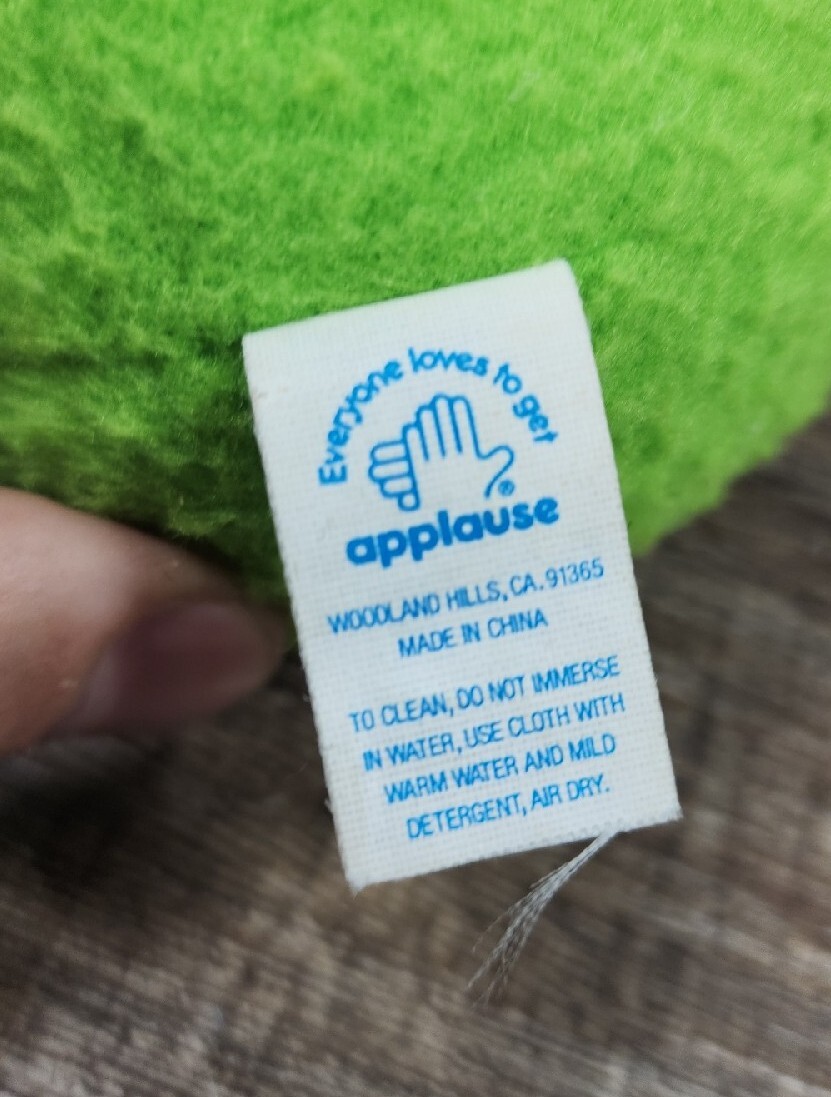 Everyone loves to get
®
applause
WOODLAND HILLS, CA. 91365
MADE IN CHINA
TO CLEAN, DO NOT IMMERSE
IN WATER, USE CLOTH WITH
WARM WATER AND MILD
DETERGENT, AIR DRY.